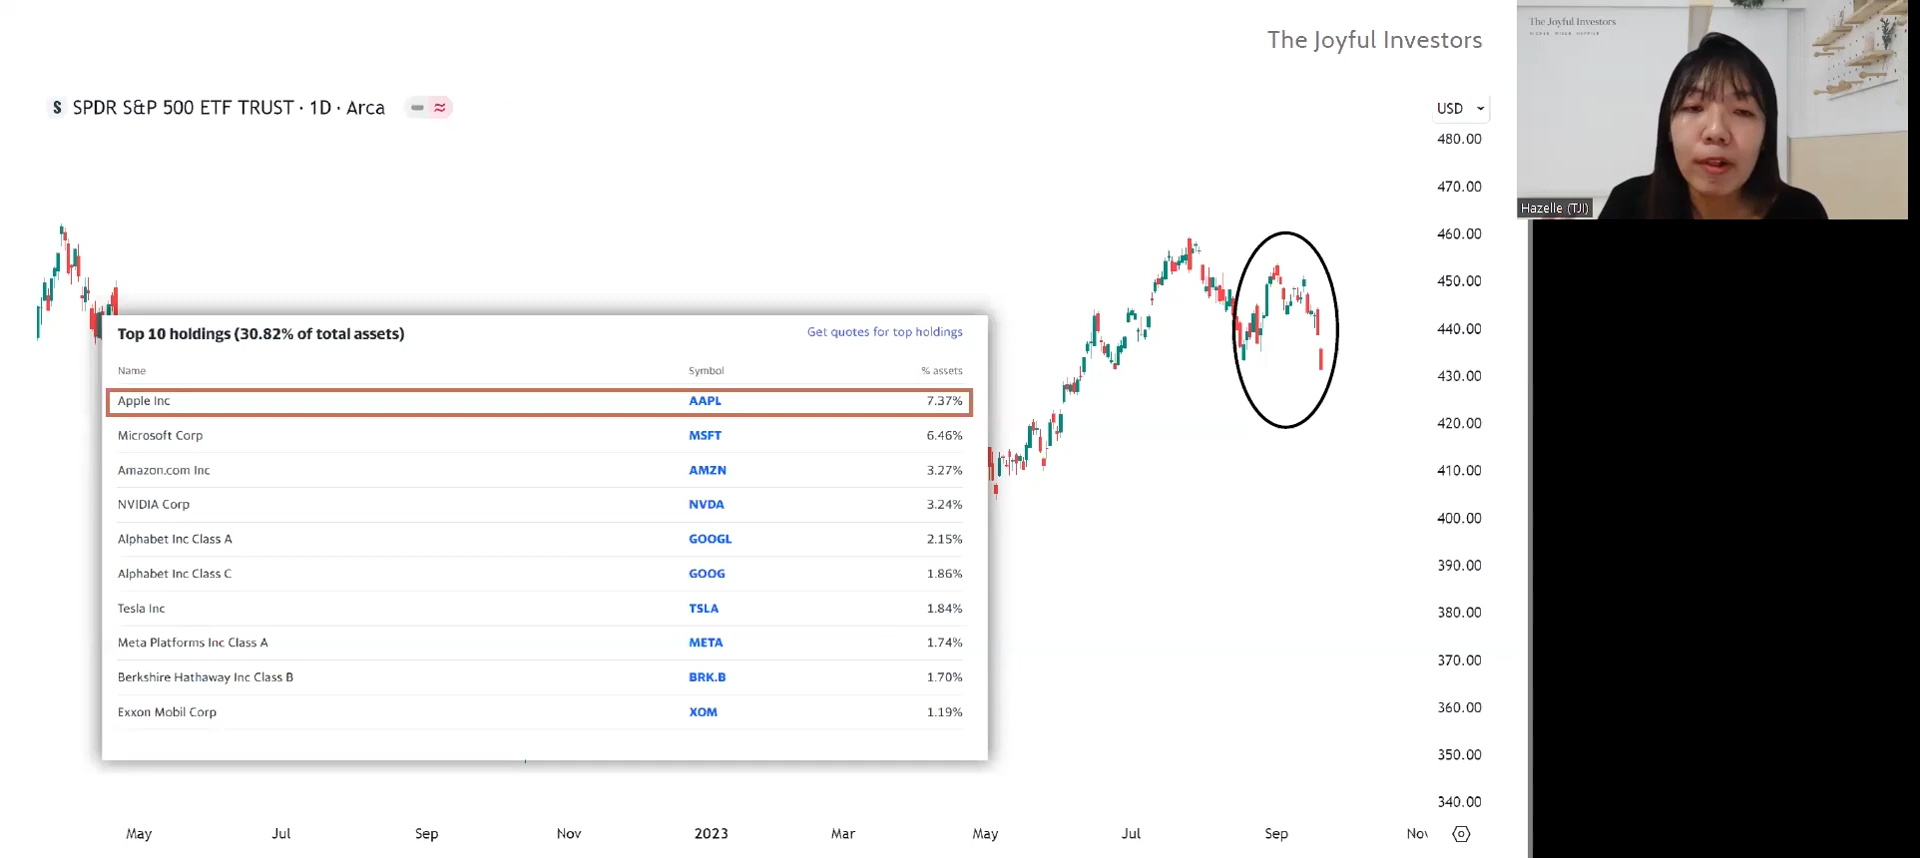 The Joyful Investors
The Joyful Investors
Hazelle (TJI)
S SPDR S&P 500 ETF TRUST · 1D · Arca
USD
480.00
470.00
460.00
450.00
440.00
430.00
420.00
410.00
400.00
390.00
380.00
370.00
360.00
350.00
340.00
Top 10 holdings (30.82% of total assets) Get quotes for top holdings
Name Symbol % assets
Apple Inc AAPL 7.37%
Microsoft Corp MSFT 6.46%
Amazon.com Inc AMZN 3.27%
NVIDIA Corp NVDA 3.24%
Alphabet Inc Class A GOOGL 2.15%
Alphabet Inc Class C GOOG 1.86%
Tesla Inc TSLA 1.84%
Meta Platforms Inc Class A META 1.74%
Berkshire Hathaway Inc Class B BRK.B 1.70%
Exxon Mobil Corp XOM 1.19%
May Jul Sep Nov 2023 Mar May Jul Sep Nov